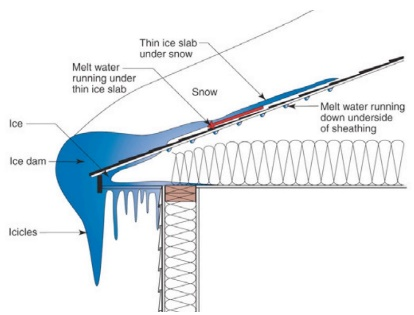 Thin ice slab
under snow
Melt water
running under
thin ice slab
Snow
Melt water running
down underside
of sheathing
Ice
Ice dam
Icicles